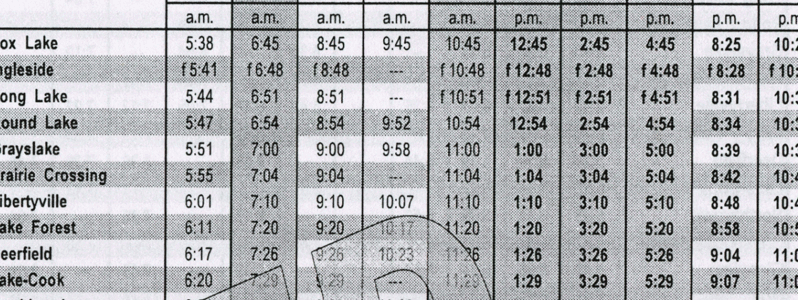 a.m. a.m. a.m. a.m. a.m. p.m. p.m. p.m. p.m. p.m
ox Lake 5:38 6:45 8:45 9:45 10:45 12:45 2:45 4:45 8:25 10:2
ngleside f 5:41 f 6:48 f 8:48 --- f 10:48 f 12:48 f 2:48 f 4:48 f 8:28 f 10:
ong Lake 5:44 6:51 8:51 --- f 10:51 f 12:51 f 2:51 f 4:51 8:31 10:3
ound Lake 5:47 6:54 8:54 9:52 10:54 12:54 2:54 4:54 8:34 10:3
rayslake 5:51 7:00 9:00 9:58 11:00 1:00 3:00 5:00 8:39 10:3
rairie Crossing 5:55 7:04 9:04 --- 11:04 1:04 3:04 5:04 8:42 10:4
ibertyville 6:01 7:10 9:10 10:07 11:10 1:10 3:10 5:10 8:48 10:4
ake Forest 6:11 7:20 9:20 10:17 11:20 1:20 3:20 5:20 8:58 10:5
eerfield 6:17 7:26 9:26 10:23 11:26 1:26 3:26 5:26 9:04 11:0
ake-Cook 6:20 7:29 9:29 --- 11:29 1:29 3:29 5:29 9:07 11:0